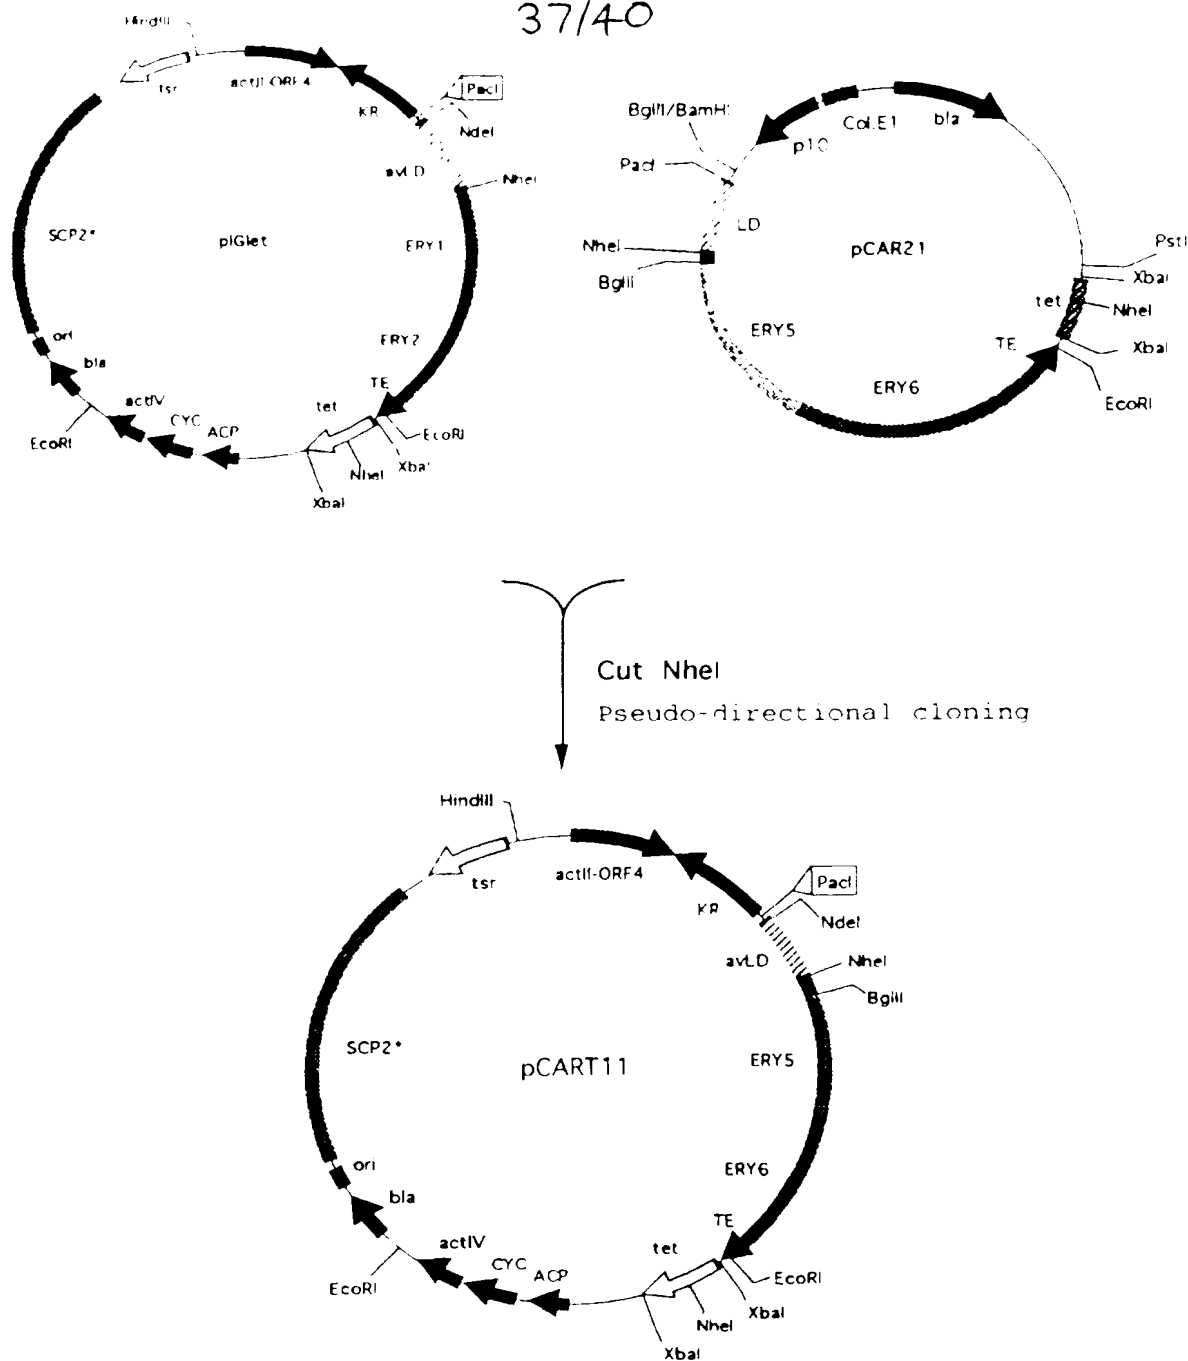 37/40
HindIII
tsr
actII-ORF4
KR
PacI
NdeI
avLD
NheI
SCP2*
pIGlet
ERY1
ERY2
TE
tet
EcoRI
XbaI
NheI
XbaI
ori
bla
EcoRI
actIV
CYC
ACP
BglII/BamHI
PacI
p10
Col.E1
bla
LD
NheI
BglII
pCAR21
PstI
XbaI
tet
NheI
TE
XbaI
EcoRI
ERY5
ERY6
Cut NheI
Pseudo-directional cloning
HindIII
tsr
actII-ORF4
KR
PacI
NdeI
avLD
NheI
BglII
SCP2*
pCART11
ERY5
ERY6
TE
tet
EcoRI
XbaI
NheI
XbaI
ori
bla
EcoRI
actIV
CYC
ACP